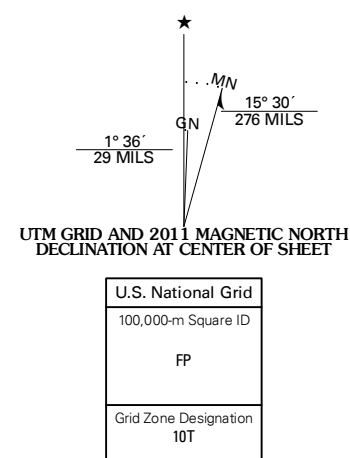 ★
MN
GN
15° 30´
276 MILS
1° 36´
29 MILS
UTM GRID AND 2011 MAGNETIC NORTH
DECLINATION AT CENTER OF SHEET
U.S. National Grid
100,000-m Square ID
FP
Grid Zone Designation
10T